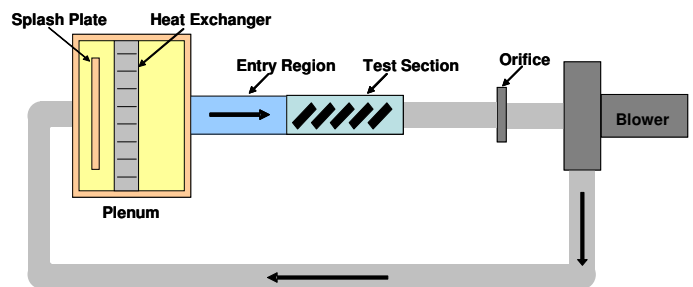 Splash Plate
Heat Exchanger
Entry Region
Test Section
Orifice
Blower
Plenum